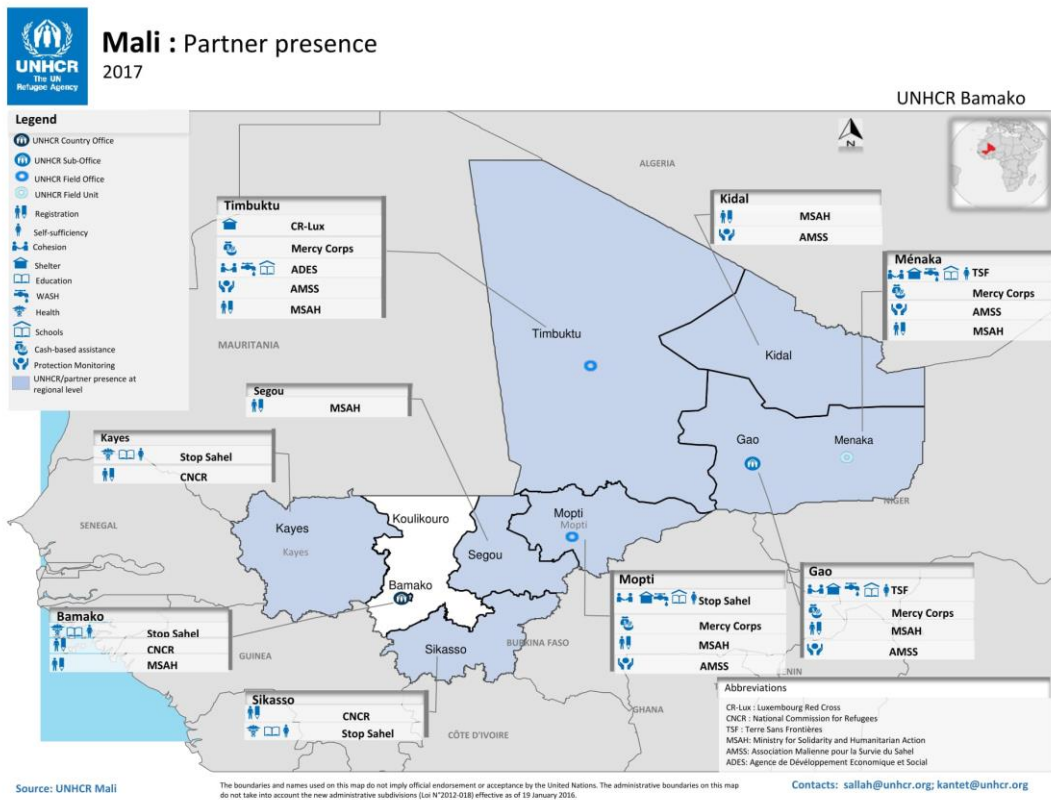 UNHCR
The UN
Refugee Agency
Mali : Partner presence
2017
UNHCR Bamako
Legend
UNHCR Country Office
UNHCR Sub-Office
UNHCR Field Office
UNHCR Field Unit
Registration
Self-sufficiency
Cohesion
Shelter
Education
WASH
Health
Schools
Cash-based assistance
Protection Monitoring
UNHCR/partner presence at
regional level
N
ALGERIA
MAURITANIA
SENEGAL
GUINEA
CÔTE D'IVOIRE
BURKINA FASO
GHANA
NIGER
Timbuktu
CR-Lux
Mercy Corps
ADES
AMSS
MSAH
Kidal
MSAH
AMSS
Ménaka
TSF
Mercy Corps
AMSS
MSAH
Segou
MSAH
Kayes
Stop Sahel
CNCR
Timbuktu
Kidal
Gao
Menaka
Mopti
Mopti
Koulikouro
Kayes
Kayes
Segou
Bamako
Sikasso
Bamako
Stop Sahel
CNCR
MSAH
Sikasso
CNCR
Stop Sahel
Mopti
Stop Sahel
Mercy Corps
MSAH
AMSS
Gao
TSF
Mercy Corps
MSAH
AMSS
Abbreviations
CR-Lux : Luxembourg Red Cross
CNCR : National Commission for Refugees
TSF : Terre Sans Frontières
MSAH: Ministry for Solidarity and Humanitarian Action
AMSS: Association Malienne pour la Survie du Sahel
ADES: Agence de Dévéloppement Economique et Social
Source: UNHCR Mali
The boundaries and names used on this map do not imply official endorsement or acceptance by the United Nations. The administrative boundaries on this map
do not take into account the new administrative subdivisions (Loi N°2012-018) effective as of 19 January 2016.
Contacts: sallah@unhcr.org; kantet@unhcr.org